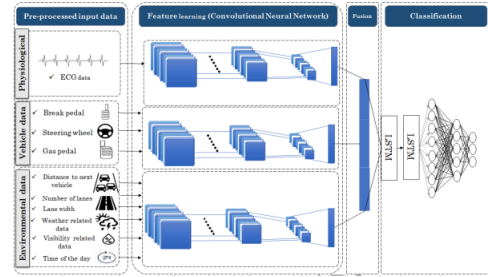 Pre-processed input data
Feature learning (Convolutional Neural Network)
Fusion
Classification
Physiological
ECG data
Vehicle data
Break pedal
Steering wheel
Gas pedal
Environmental data
Distance to next
vehicle
Number of lanes
Lane width
Weather related
data
Visibility related
data
Time of the day
24
LSTM
LSTM